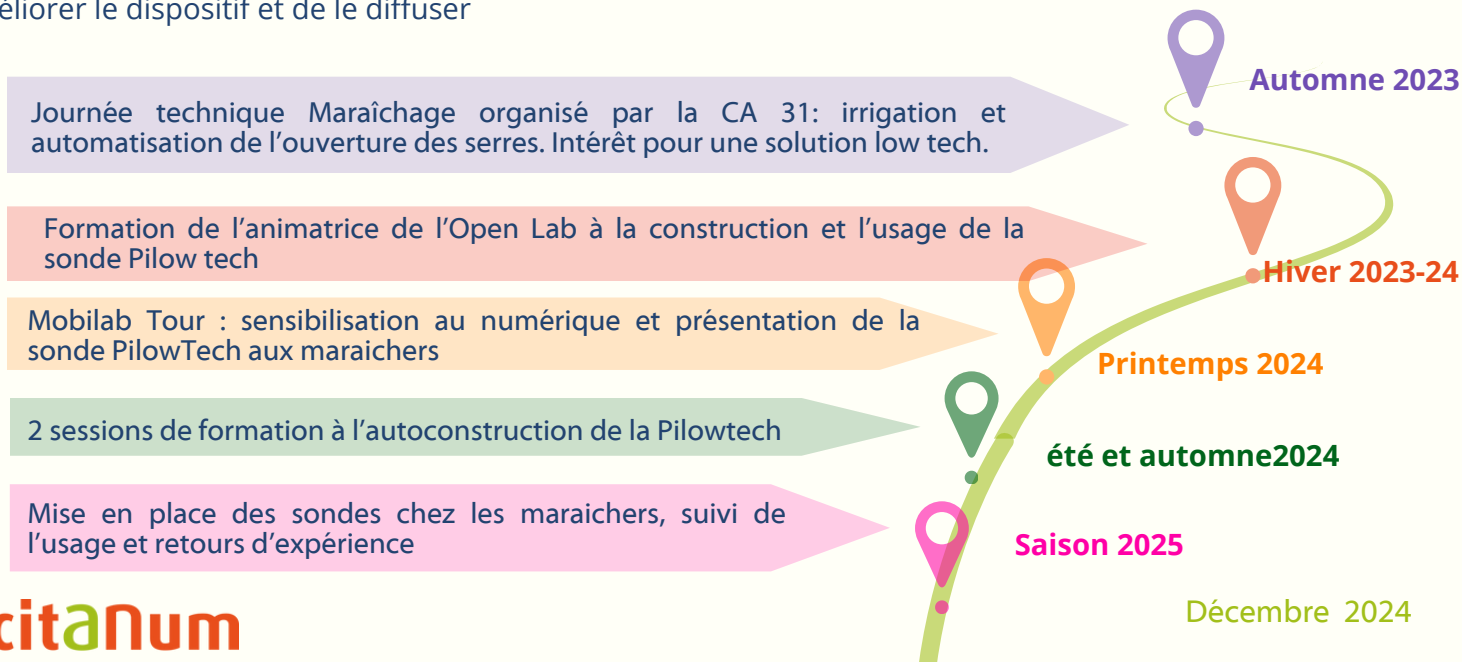 éliorer le dispositif et de le diffuser
Automne 2023
Journée technique Maraîchage organisé par la CA 31: irrigation et
automatisation de l'ouverture des serres. Intérêt pour une solution low tech.
Formation de l'animatrice de l'Open Lab à la construction et l'usage de la
sonde Pilow tech
Hiver 2023-24
Mobilab Tour : sensibilisation au numérique et présentation de la
sonde PilowTech aux maraichers
Printemps 2024
2 sessions de formation à l'autoconstruction de la Pilowtech
été et automne2024
Mise en place des sondes chez les maraichers, suivi de
l'usage et retours d'expérience
Saison 2025
citanum
Décembre 2024